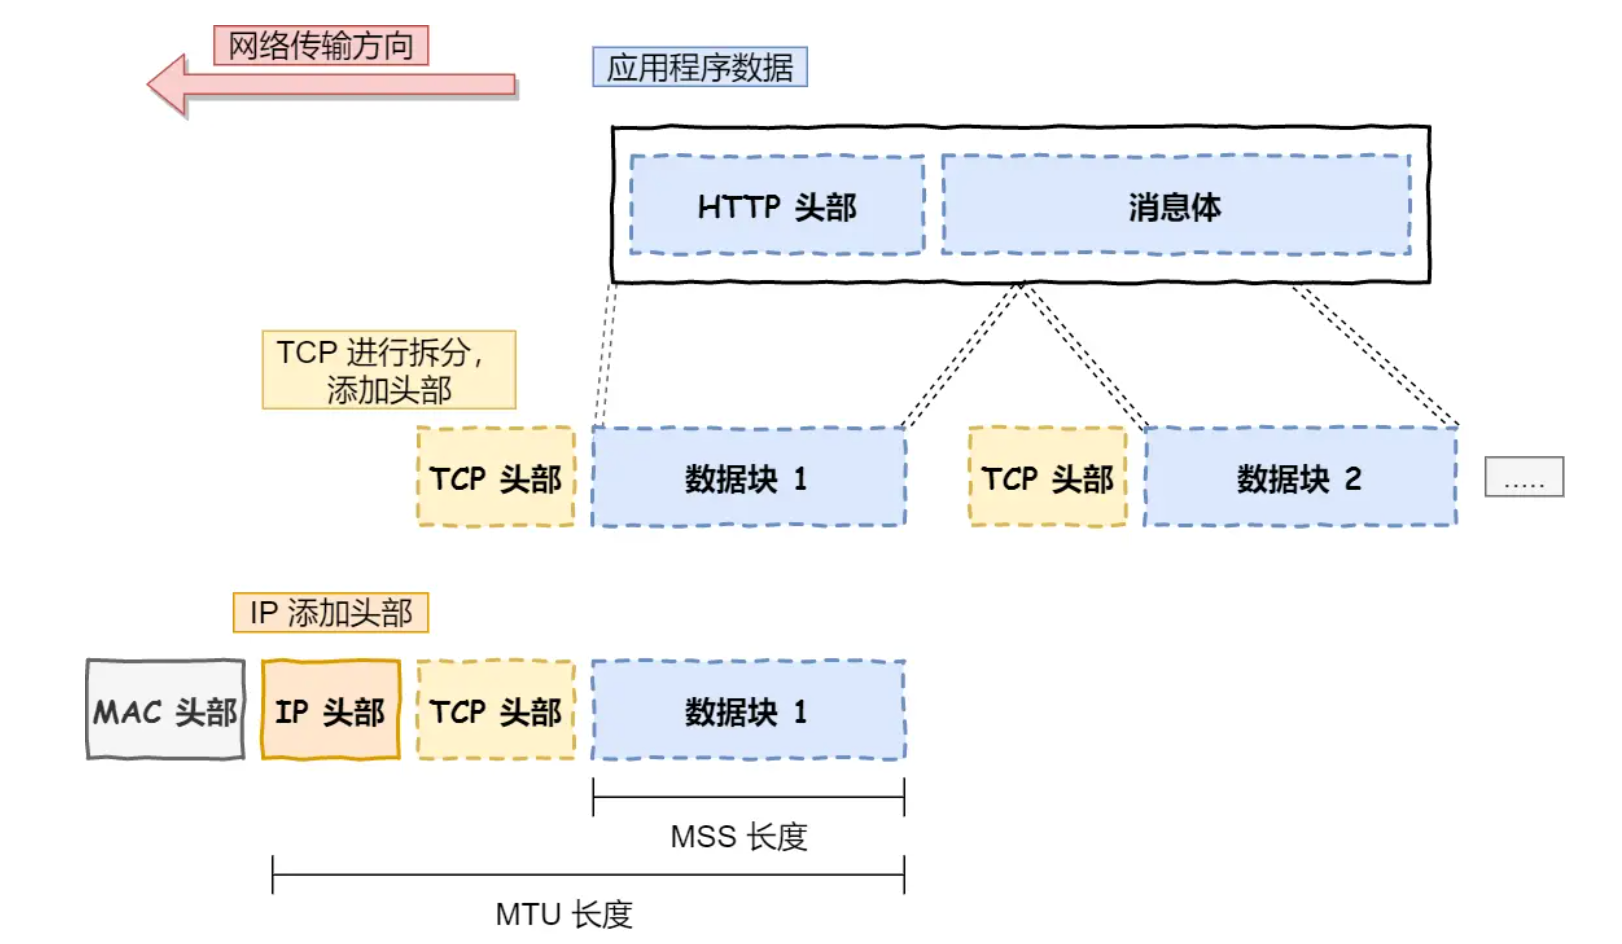 网络传输方向
应用程序数据
HTTP 头部
消息体
TCP 进行拆分，
添加头部
TCP 头部
数据块 1
TCP 头部
数据块 2
.....
IP 添加头部
MAC 头部
IP 头部
TCP 头部
数据块 1
MSS 长度
MTU 长度